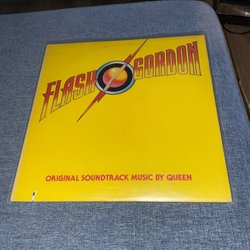 FLASH GORDON
ORIGINAL SOUNDTRACK MUSIC BY QUEEN